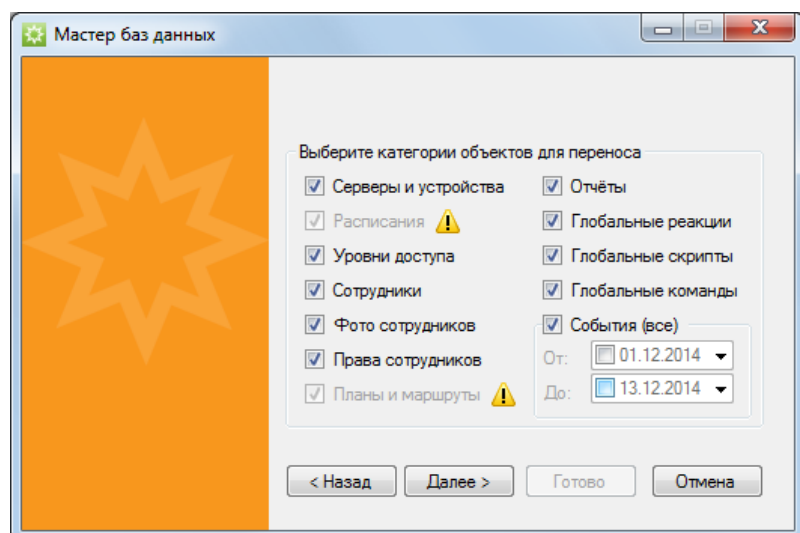 Мастер баз данных
Выберите категории объектов для переноса
Серверы и устройства
Расписания
Уровни доступа
Сотрудники
Фото сотрудников
Права сотрудников
Планы и маршруты
Отчёты
Глобальные реакции
Глобальные скрипты
Глобальные команды
События (все)
От: 01.12.2014
До: 13.12.2014
< Назад
Далее >
Готово
Отмена